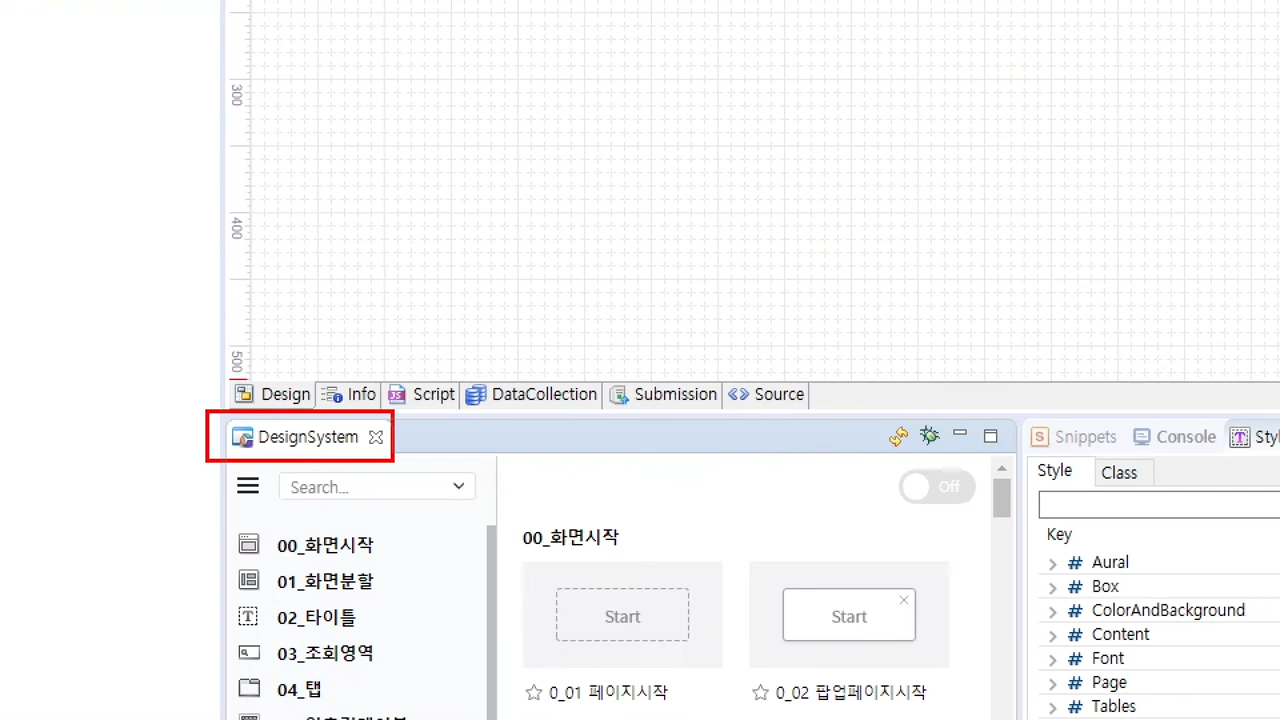 300
400
500
Design Info Script DataCollection Submission Source
DesignSystem
Search...
Off
00_화면시작
01_화면분할
02_타이틀
03_조회영역
04_탭
00_화면시작
Start
Start
0_01 페이지시작
0_02 팝업페이지시작
Snippets Console
Style Class
Key
Aural
Box
ColorAndBackground
Content
Font
Page
Tables